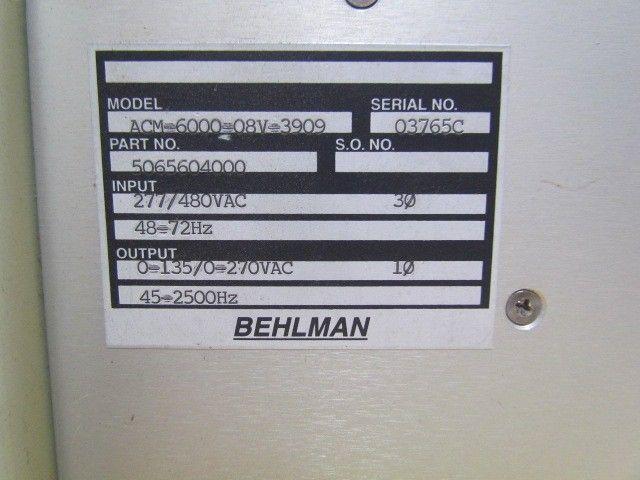 MODEL SERIAL NO.
ACM-6000-08V-3909 03765C
PART NO. S.O. NO.
5065604000
INPUT
277/480VAC 3Ø
48-72Hz
OUTPUT
0-135/0-270VAC 1Ø
45-2500Hz
BEHLMAN